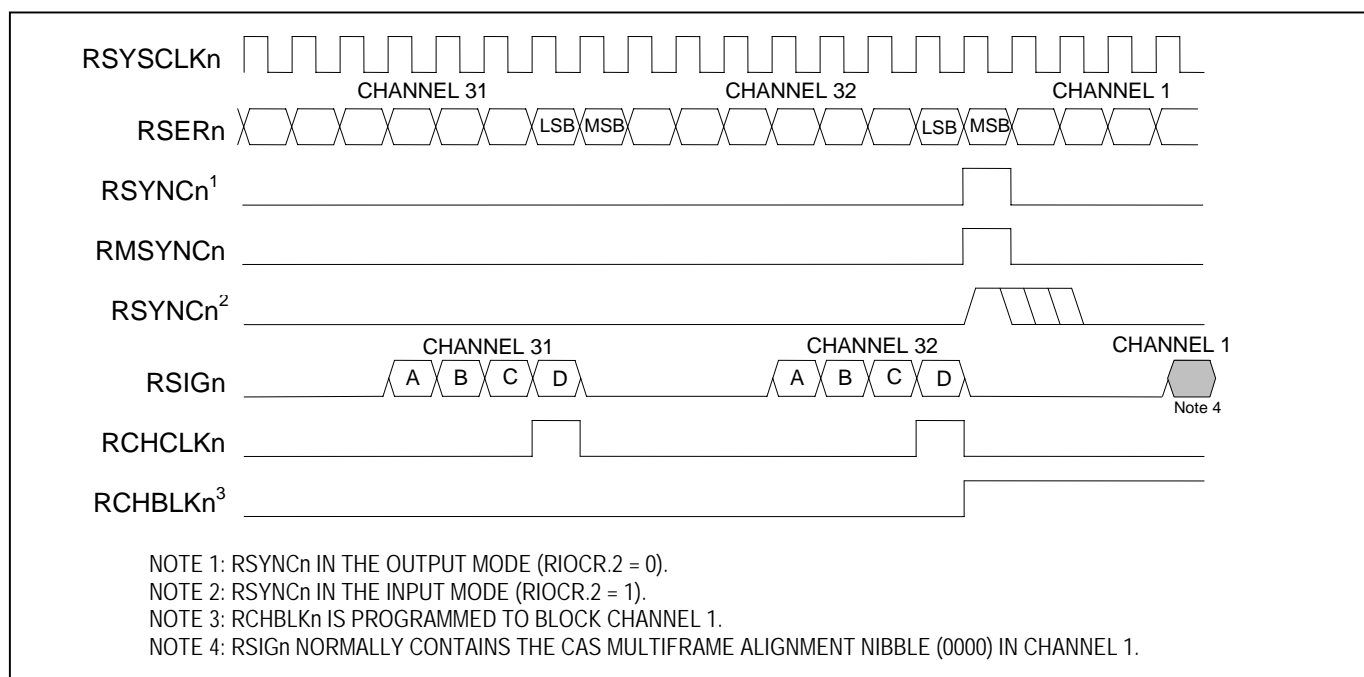 RSYSCLKn
CHANNEL 31 CHANNEL 32 CHANNEL 1
RSERn LSB MSB LSB MSB
RSYNCn¹
RMSYNCn
RSYNCn²
CHANNEL 31 CHANNEL 32 CHANNEL 1
RSIGn A B C D A B C D
Note 4
RCHCLKn
RCHBLKn³
NOTE 1: RSYNCn IN THE OUTPUT MODE (RIOCR.2 = 0).
NOTE 2: RSYNCn IN THE INPUT MODE (RIOCR.2 = 1).
NOTE 3: RCHBLKn IS PROGRAMMED TO BLOCK CHANNEL 1.
NOTE 4: RSIGn NORMALLY CONTAINS THE CAS MULTIFRAME ALIGNMENT NIBBLE (0000) IN CHANNEL 1.